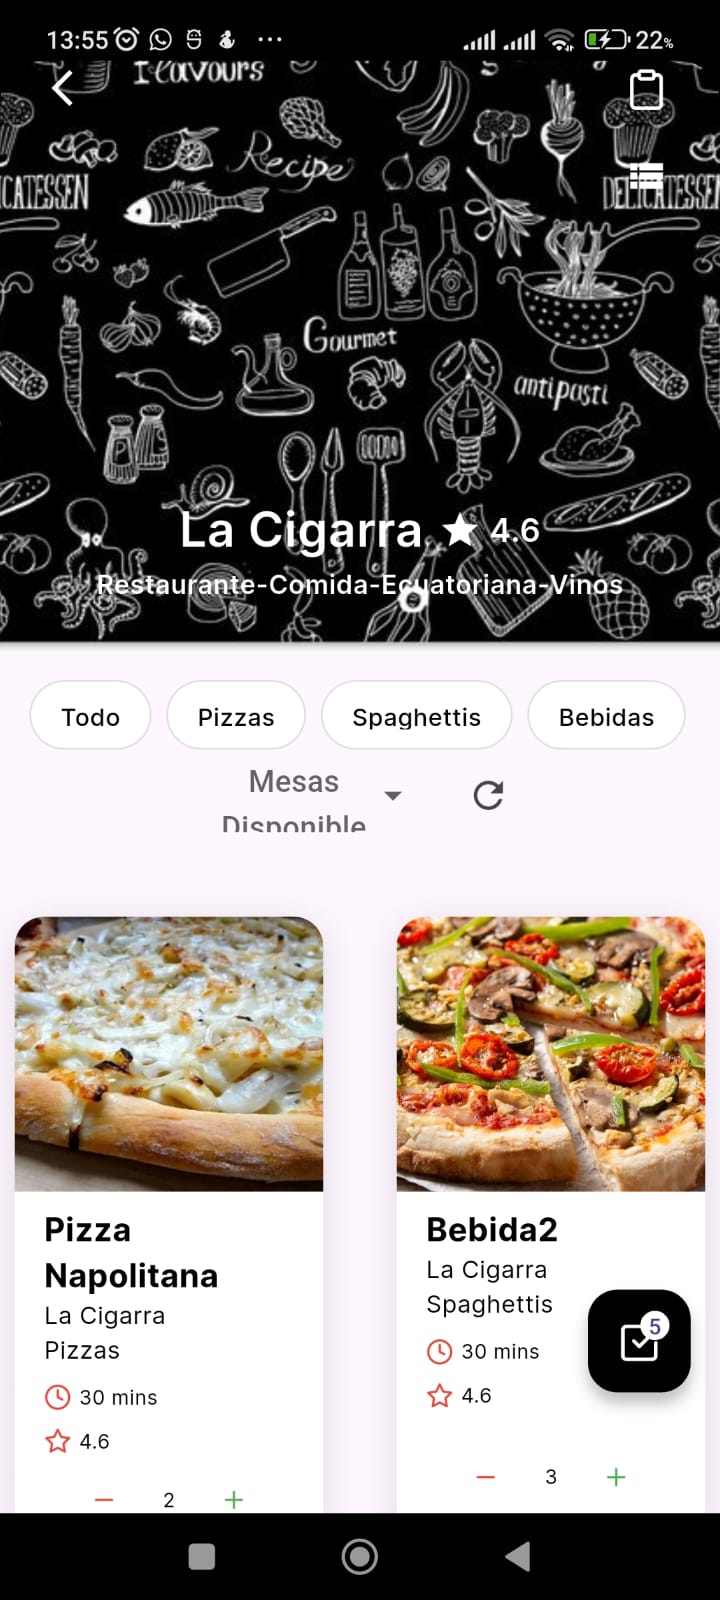 13:55
22%
Flavours
Recipe
CATESSEN
DELICATESSEN
Gourmet
antipasti
La Cigarra ★ 4.6
Restaurante-Comida-Ecuatoriana-Vinos
Todo
Pizzas
Spaghettis
Bebidas
Mesas
Disponible
Pizza
Napolitana
La Cigarra
Pizzas
30 mins
4.6
− 2 +
Bebida2
La Cigarra
Spaghettis
30 mins
4.6
− 3 +
5